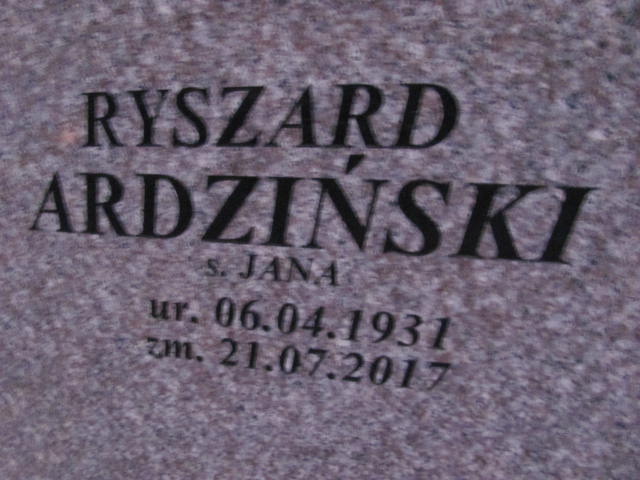 RYSZARD
ARDZIŃSKI
s. JANA
ur. 06.04.1931
zm. 21.07.2017